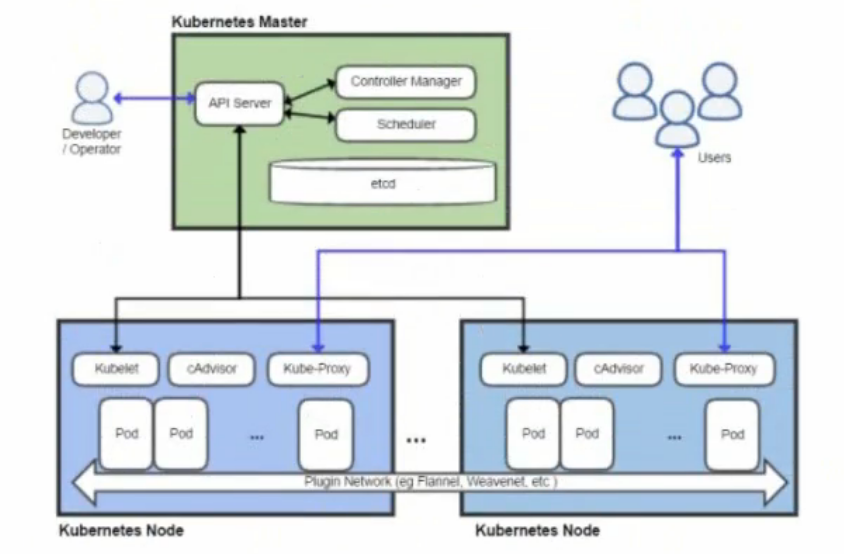 Kubernetes Master
API Server
Controller Manager
Scheduler
etcd
Developer
/ Operator
Users
Kubelet
cAdvisor
Kube-Proxy
Pod
Pod
...
Pod
...
Kubelet
cAdvisor
Kube-Proxy
Pod
Pod
...
Pod
Plugin Network (eg Flannel, Weavenet, etc )
Kubernetes Node
Kubernetes Node